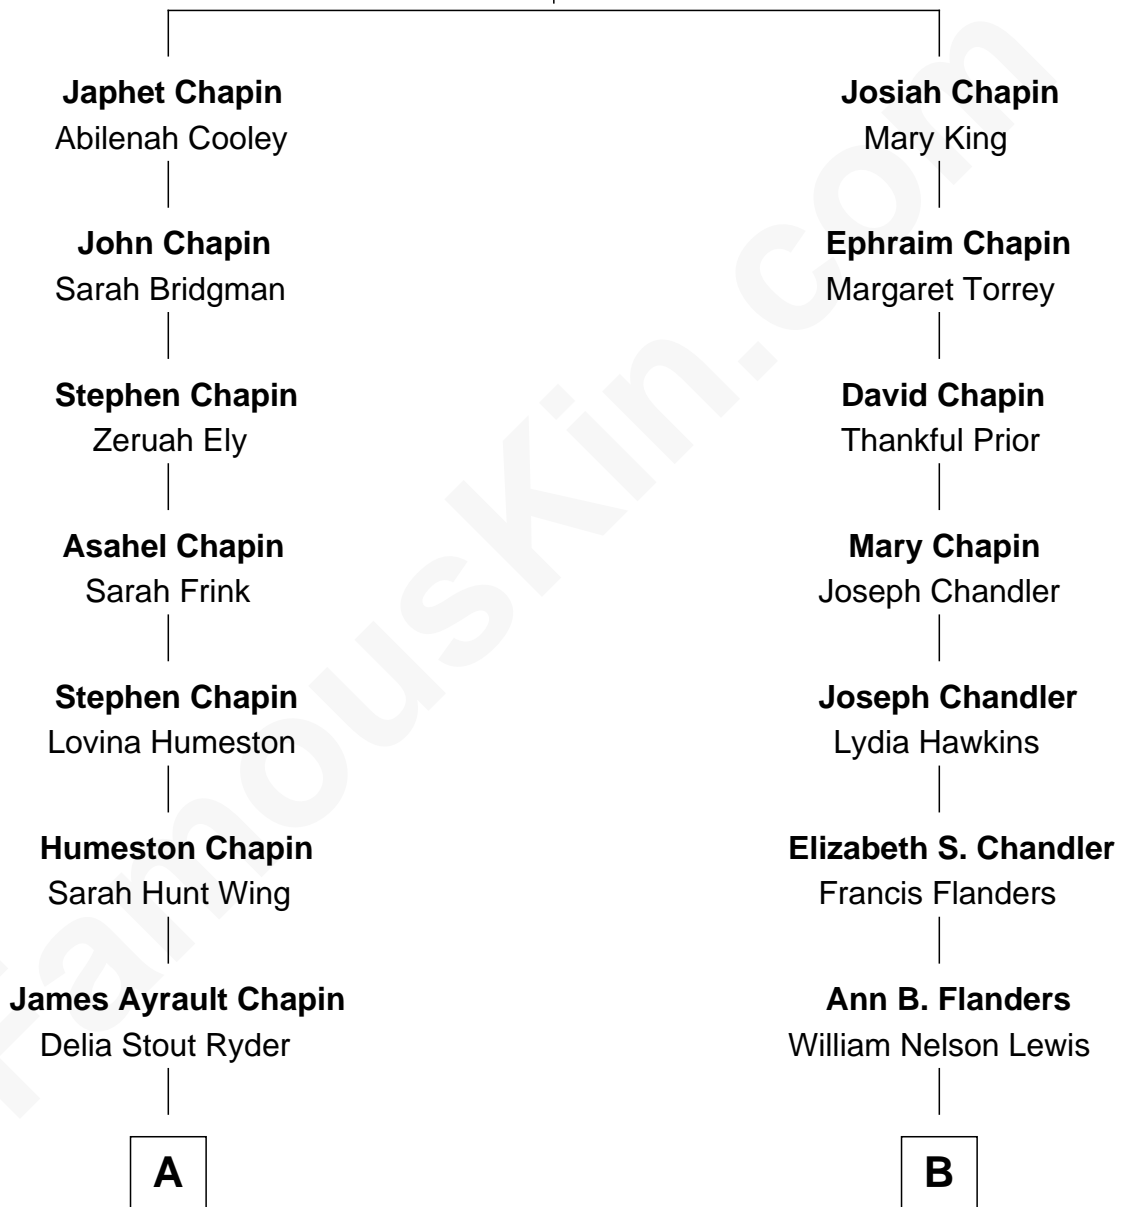 Japhet Chapin
Abilenah Cooley
John Chapin
Sarah Bridgman
Stephen Chapin
Zeruah Ely
Asahel Chapin
Sarah Frink
Stephen Chapin
Lovina Humeston
Humeston Chapin
Sarah Hunt Wing
James Ayrault Chapin
Delia Stout Ryder
A
Josiah Chapin
Mary King
Ephraim Chapin
Margaret Torrey
David Chapin
Thankful Prior
Mary Chapin
Joseph Chandler
Joseph Chandler
Lydia Hawkins
Elizabeth S. Chandler
Francis Flanders
Ann B. Flanders
William Nelson Lewis
B
FamousKin.com